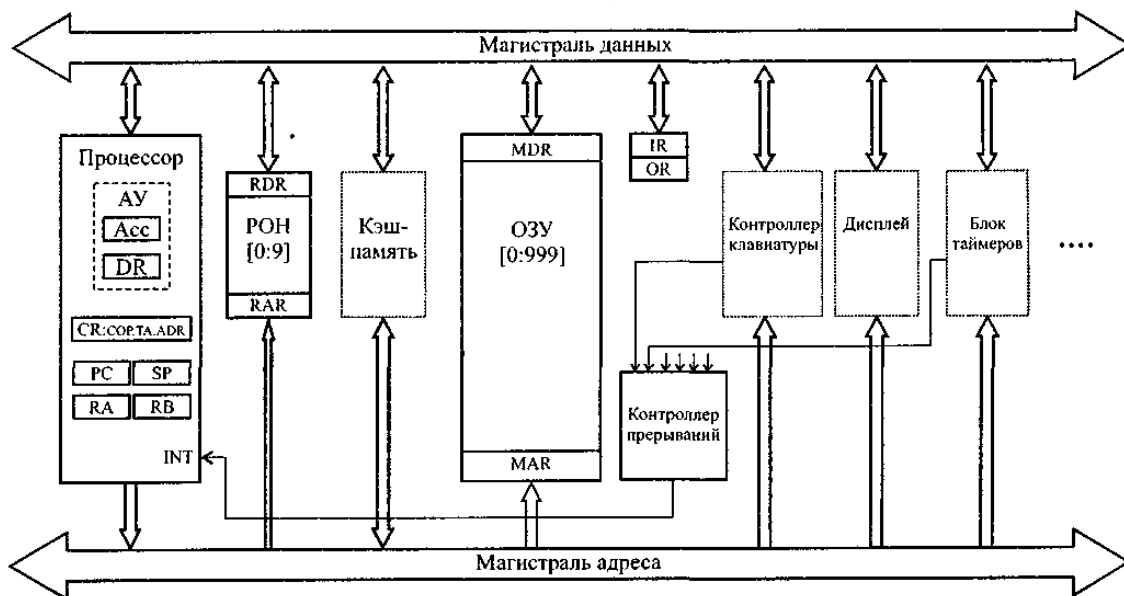 Магистраль данных
Процессор
АУ
Acc
DR
CR:COP.TA.ADR
PC
SP
RA
RB
INT
RDR
РОН
[0:9]
RAR
Кэш-
память
MDR
ОЗУ
[0:999]
MAR
IR
OR
Контроллер
клавиатуры
Дисплей
Блок
таймеров
....
Контроллер
прерываний
Магистраль адреса